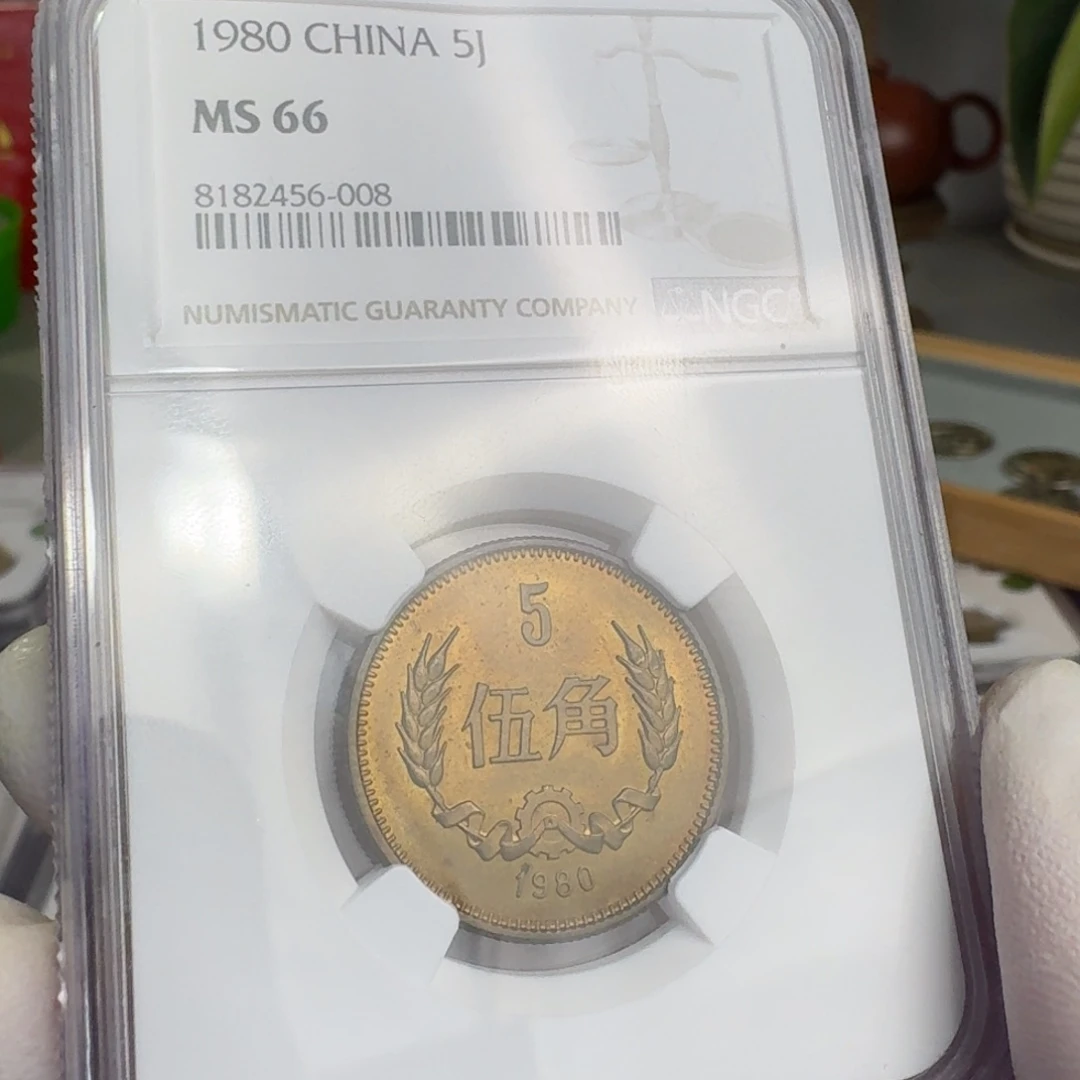 1980 CHINA 5J
MS 66
8182456-008
NUMISMATIC GUARANTY COMPANY NGC
5
伍角
1980